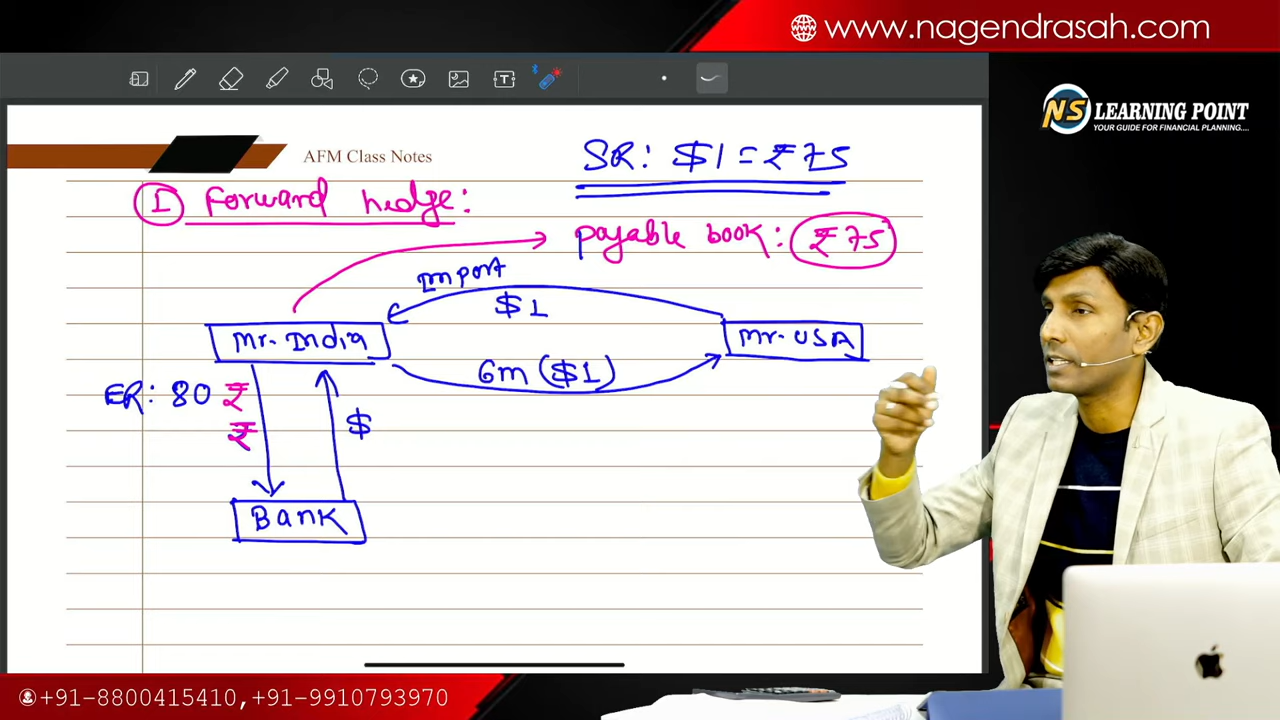 www.nagendrasah.com
NS LEARNING POINT
YOUR GUIDE FOR FINANCIAL PLANNING....
AFM Class Notes
SR: $1 = ₹75
① Forward hedge:
payable book: ₹75
Import
$1
Mr. India
Mr. USA
6m ($1)
ER: 80 ₹
₹
$
Bank
+91-8800415410,+91-9910793970